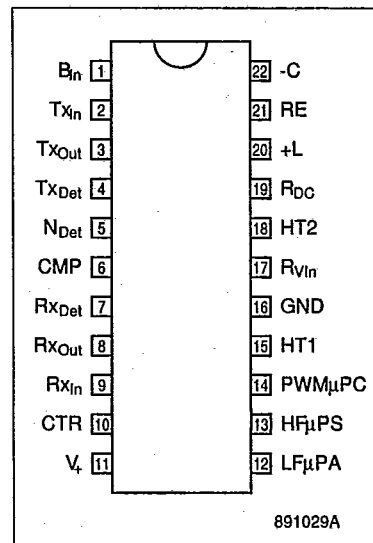 B_In 1 22 -C
Tx_In 2 21 RE
Tx_Out 3 20 +L
Tx_Det 4 19 R_DC
N_Det 5 18 HT2
CMP 6 17 R_VIn
Rx_Det 7 16 GND
Rx_Out 8 15 HT1
Rx_In 9 14 PWMμPC
CTR 10 13 HFμPS
V_+ 11 12 LFμPA
891029A